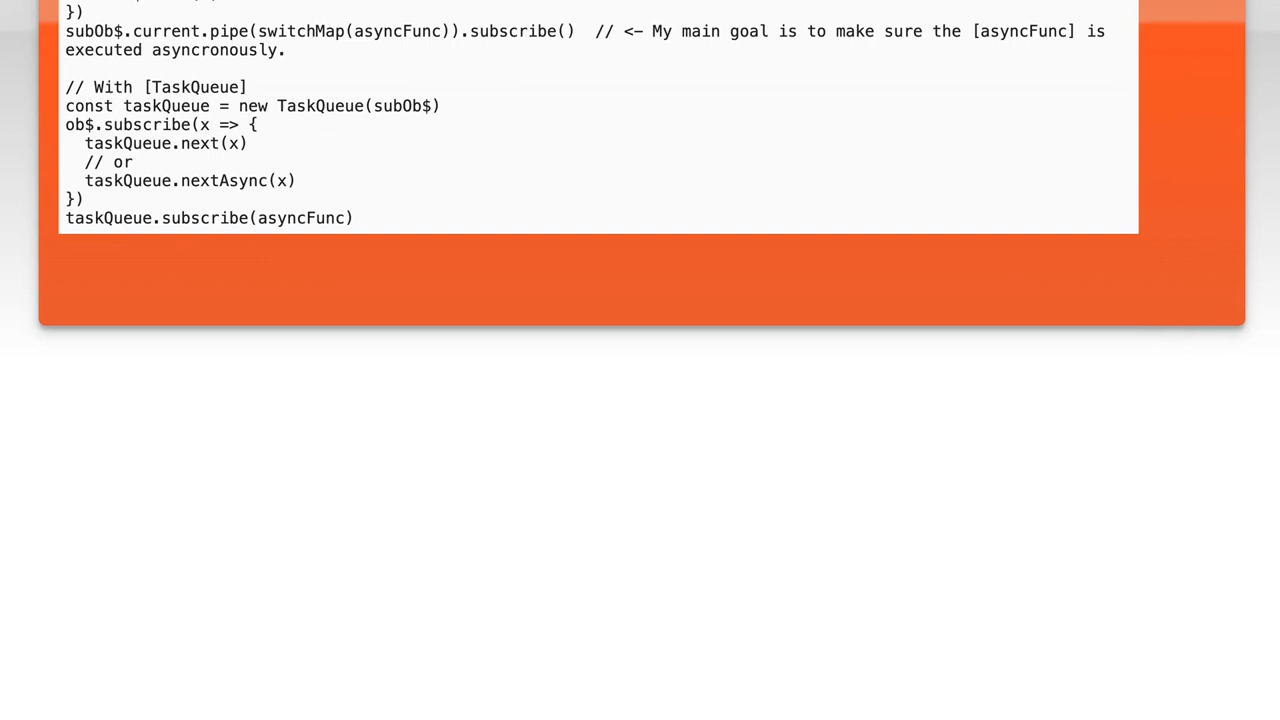 })
subOb$.current.pipe(switchMap(asyncFunc)).subscribe()  // <- My main goal is to make sure the [asyncFunc] is
executed asyncronously.

// With [TaskQueue]
const taskQueue = new TaskQueue(subOb$)
ob$.subscribe(x => {
  taskQueue.next(x)
  // or
  taskQueue.nextAsync(x)
})
taskQueue.subscribe(asyncFunc)